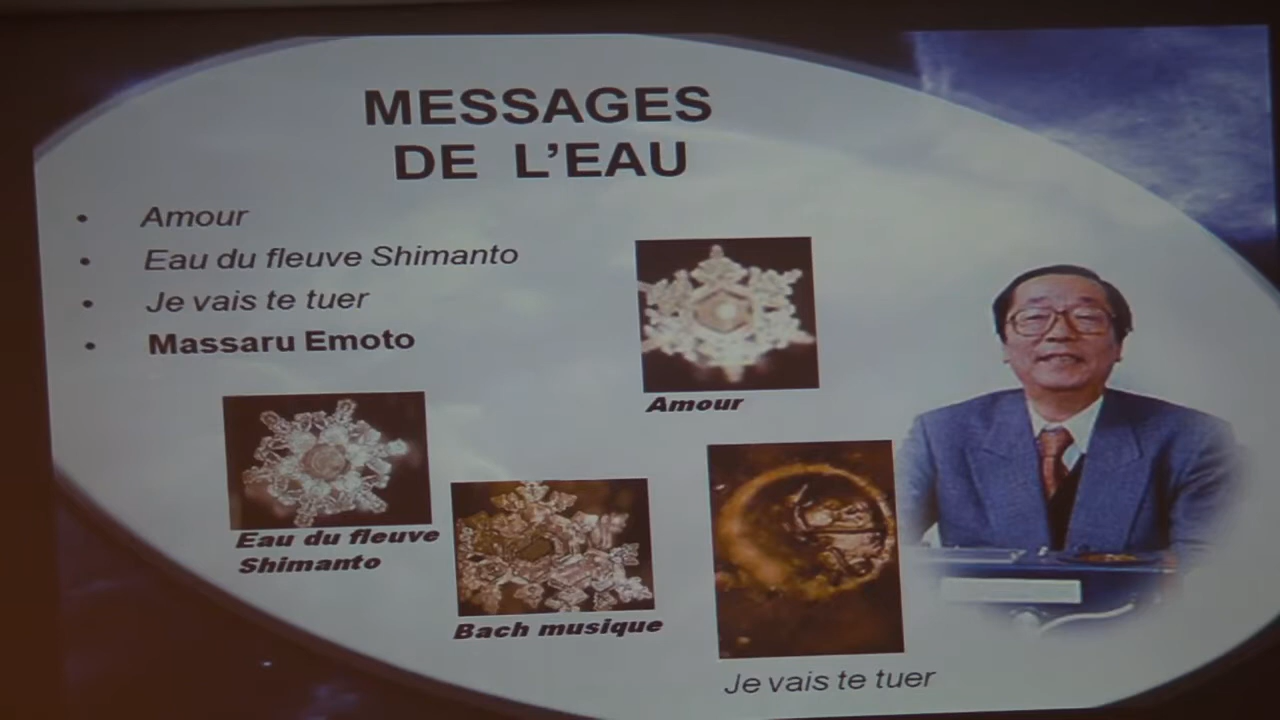 MESSAGES
DE L'EAU
• Amour
• Eau du fleuve Shimanto
• Je vais te tuer
• Massaru Emoto
Amour
Eau du fleuve
Shimanto
Bach musique
Je vais te tuer